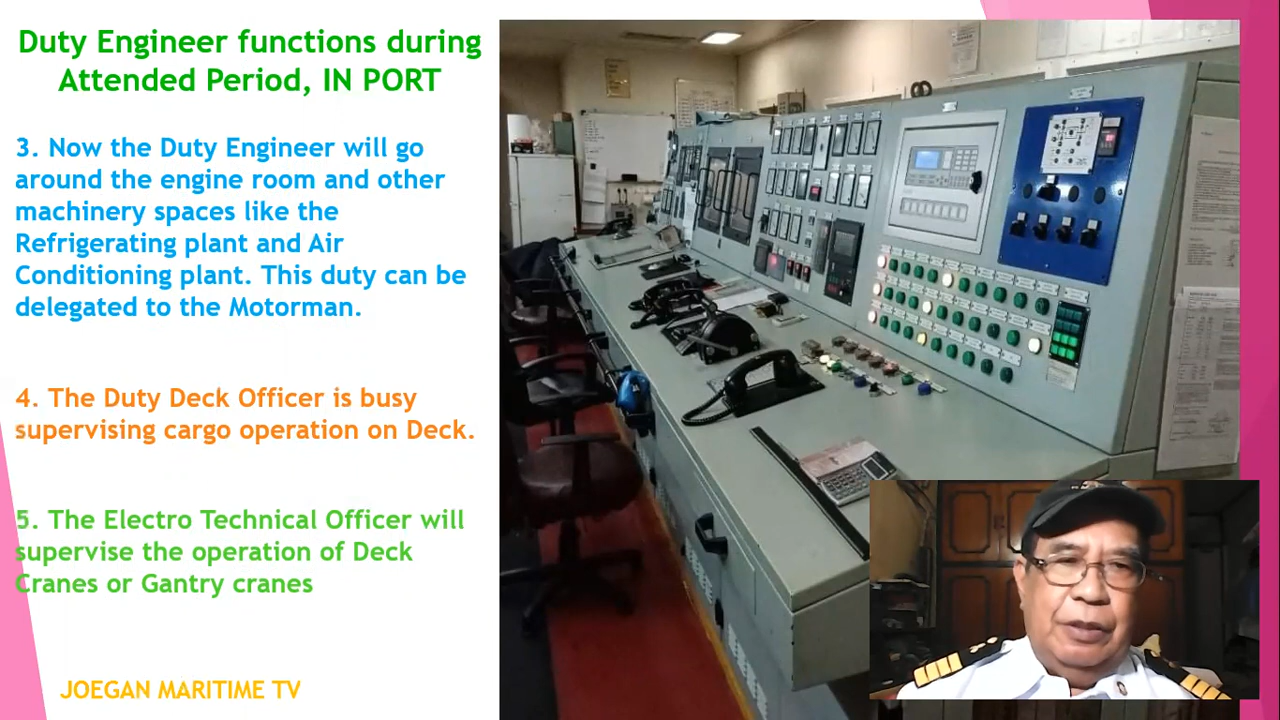 Duty Engineer functions during
Attended Period, IN PORT
3. Now the Duty Engineer will go
around the engine room and other
machinery spaces like the
Refrigerating plant and Air
Conditioning plant. This duty can be
delegated to the Motorman.
4. The Duty Deck Officer is busy
supervising cargo operation on Deck.
5. The Electro Technical Officer will
supervise the operation of Deck
Cranes or Gantry cranes
JOEGAN MARITIME TV